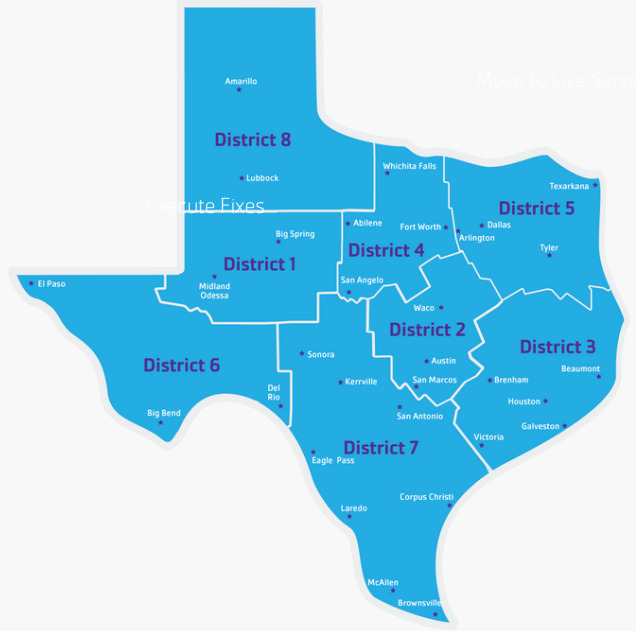 Amarillo
Move to Live Serve
District 8
Whichita Falls
Lubbock
Texarkana
Execute Fixes
District 5
Abilene
Fort Worth
Dallas
Arlington
Big Spring
District 4
Tyler
District 1
San Angelo
Midland
Odessa
El Paso
Waco
District 2
District 3
Sonora
Austin
District 6
Beaumont
Kerrville
San Marcos
Brenham
Del
Rio
Houston
Big Bend
San Antonio
Galveston
Victoria
District 7
Eagle Pass
Corpus Christi
Laredo
McAllen
Brownsville